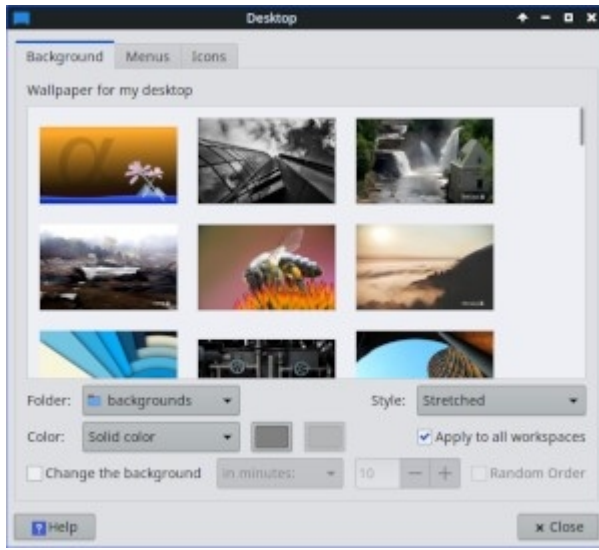 Desktop
Background Menus Icons
Wallpaper for my desktop
α
Folder: backgrounds Style: Stretched
Color: Solid color Apply to all workspaces
Change the background in minutes: 10 − + Random Order
?Help × Close